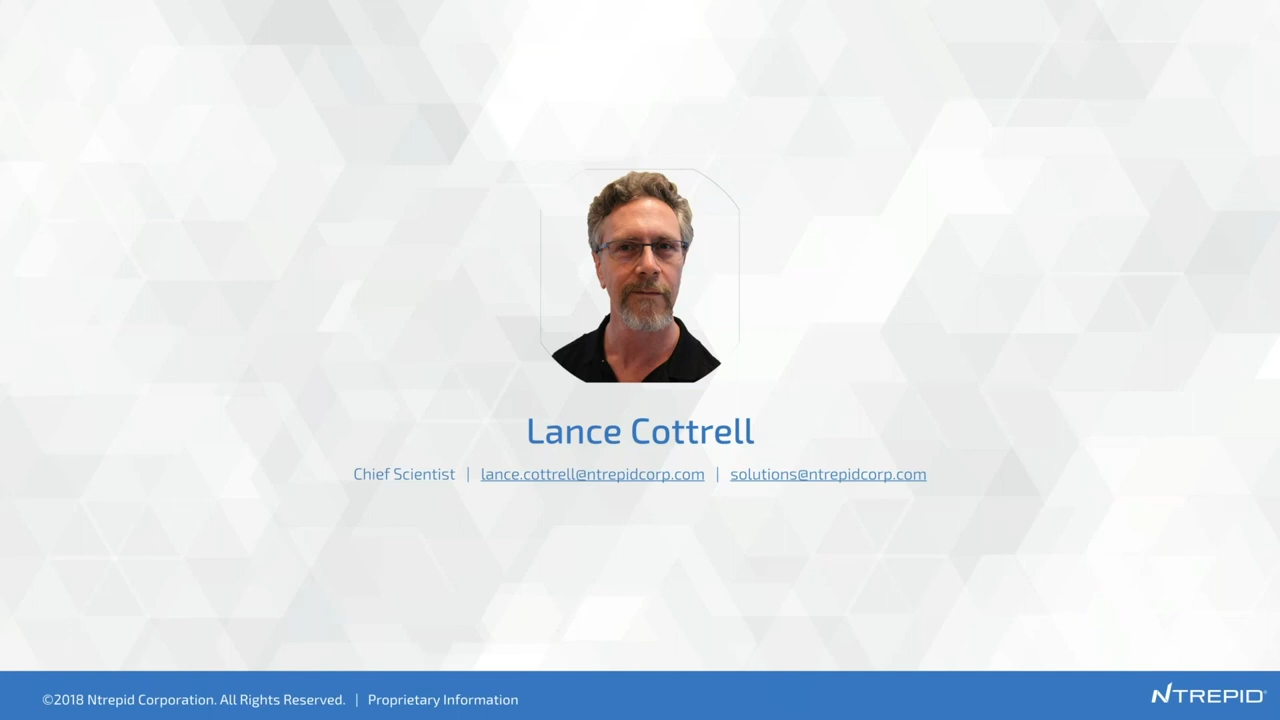 Lance Cottrell
Chief Scientist | lance.cottrell@ntrepidcorp.com | solutions@ntrepidcorp.com
©2018 Ntrepid Corporation. All Rights Reserved. | Proprietary Information
NTREPID®